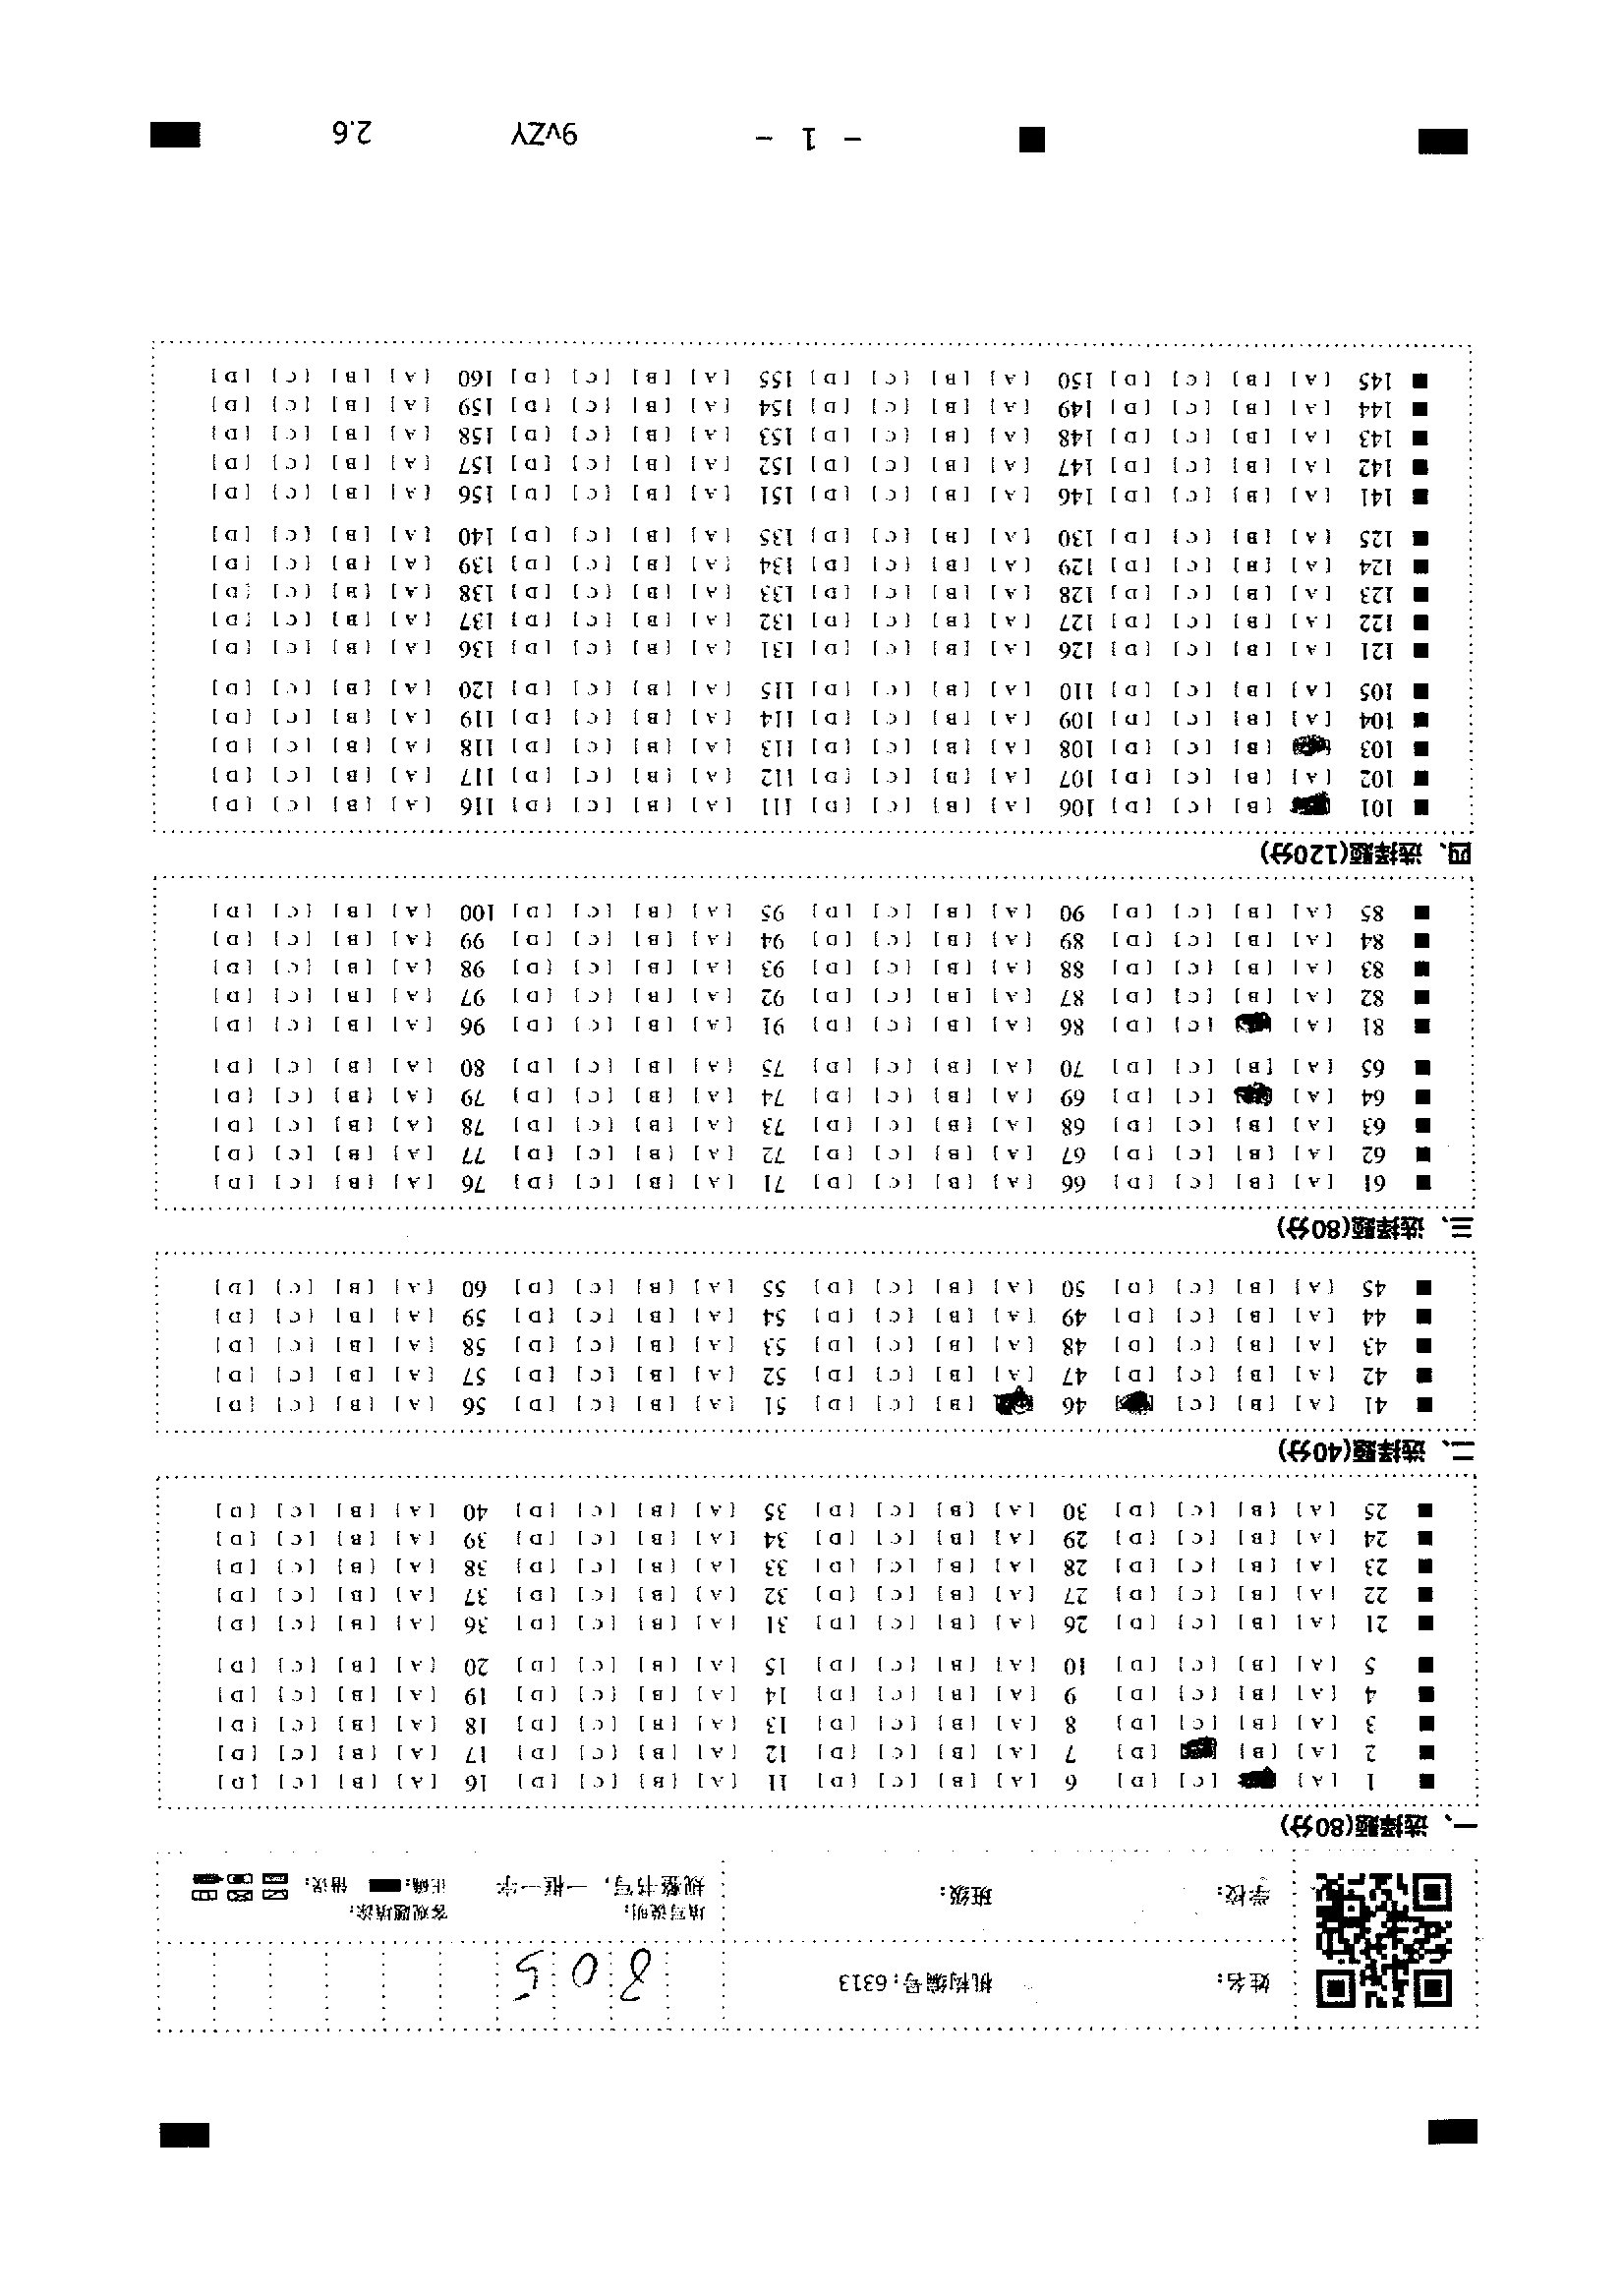 姓名:
机构编号:6313
805
学校:
班级:
填写说明:
规整书写，一框一字
客观题填涂:
正确: 错误:
一、选择题(80分)
1 [A] [C] [D] 6 [A] [B] [C] [D] 11 [A] [B] [C] [D] 16 [A] [B] [C] [D]
2 [A] [B] [D] 7 [A] [B] [C] [D] 12 [A] [B] [C] [D] 17 [A] [B] [C] [D]
3 [A] [B] [C] [D] 8 [A] [B] [C] [D] 13 [A] [B] [C] [D] 18 [A] [B] [C] [D]
4 [A] [B] [C] [D] 9 [A] [B] [C] [D] 14 [A] [B] [C] [D] 19 [A] [B] [C] [D]
5 [A] [B] [C] [D] 10 [A] [B] [C] [D] 15 [A] [B] [C] [D] 20 [A] [B] [C] [D]
21 [A] [B] [C] [D] 26 [A] [B] [C] [D] 31 [A] [B] [C] [D] 36 [A] [B] [C] [D]
22 [A] [B] [C] [D] 27 [A] [B] [C] [D] 32 [A] [B] [C] [D] 37 [A] [B] [C] [D]
23 [A] [B] [C] [D] 28 [A] [B] [C] [D] 33 [A] [B] [C] [D] 38 [A] [B] [C] [D]
24 [A] [B] [C] [D] 29 [A] [B] [C] [D] 34 [A] [B] [C] [D] 39 [A] [B] [C] [D]
25 [A] [B] [C] [D] 30 [A] [B] [C] [D] 35 [A] [B] [C] [D] 40 [A] [B] [C] [D]
二、选择题(40分)
41 [A] [B] [C] 46 [B] [C] [D] 51 [A] [B] [C] [D] 56 [A] [B] [C] [D]
42 [A] [B] [C] [D] 47 [A] [B] [C] [D] 52 [A] [B] [C] [D] 57 [A] [B] [C] [D]
43 [A] [B] [C] [D] 48 [A] [B] [C] [D] 53 [A] [B] [C] [D] 58 [A] [B] [C] [D]
44 [A] [B] [C] [D] 49 [A] [B] [C] [D] 54 [A] [B] [C] [D] 59 [A] [B] [C] [D]
45 [A] [B] [C] [D] 50 [A] [B] [C] [D] 55 [A] [B] [C] [D] 60 [A] [B] [C] [D]
三、选择题(80分)
61 [A] [B] [C] [D] 66 [A] [B] [C] [D] 71 [A] [B] [C] [D] 76 [A] [B] [C] [D]
62 [A] [B] [C] [D] 67 [A] [B] [C] [D] 72 [A] [B] [C] [D] 77 [A] [B] [C] [D]
63 [A] [B] [C] [D] 68 [A] [B] [C] [D] 73 [A] [B] [C] [D] 78 [A] [B] [C] [D]
64 [A] [C] [D] 69 [A] [B] [C] [D] 74 [A] [B] [C] [D] 79 [A] [B] [C] [D]
65 [A] [B] [C] [D] 70 [A] [B] [C] [D] 75 [A] [B] [C] [D] 80 [A] [B] [C] [D]
81 [A] [C] [D] 86 [A] [B] [C] [D] 91 [A] [B] [C] [D] 96 [A] [B] [C] [D]
82 [A] [B] [C] [D] 87 [A] [B] [C] [D] 92 [A] [B] [C] [D] 97 [A] [B] [C] [D]
83 [A] [B] [C] [D] 88 [A] [B] [C] [D] 93 [A] [B] [C] [D] 98 [A] [B] [C] [D]
84 [A] [B] [C] [D] 89 [A] [B] [C] [D] 94 [A] [B] [C] [D] 99 [A] [B] [C] [D]
85 [A] [B] [C] [D] 90 [A] [B] [C] [D] 95 [A] [B] [C] [D] 100 [A] [B] [C] [D]
四、选择题(120分)
101 [B] [C] [D] 106 [A] [B] [C] [D] 111 [A] [B] [C] [D] 116 [A] [B] [C] [D]
102 [A] [B] [C] [D] 107 [A] [B] [C] [D] 112 [A] [B] [C] [D] 117 [A] [B] [C] [D]
103 [B] [C] [D] 108 [A] [B] [C] [D] 113 [A] [B] [C] [D] 118 [A] [B] [C] [D]
104 [A] [B] [C] [D] 109 [A] [B] [C] [D] 114 [A] [B] [C] [D] 119 [A] [B] [C] [D]
105 [A] [B] [C] [D] 110 [A] [B] [C] [D] 115 [A] [B] [C] [D] 120 [A] [B] [C] [D]
121 [A] [B] [C] [D] 126 [A] [B] [C] [D] 131 [A] [B] [C] [D] 136 [A] [B] [C] [D]
122 [A] [B] [C] [D] 127 [A] [B] [C] [D] 132 [A] [B] [C] [D] 137 [A] [B] [C] [D]
123 [A] [B] [C] [D] 128 [A] [B] [C] [D] 133 [A] [B] [C] [D] 138 [A] [B] [C] [D]
124 [A] [B] [C] [D] 129 [A] [B] [C] [D] 134 [A] [B] [C] [D] 139 [A] [B] [C] [D]
125 [A] [B] [C] [D] 130 [A] [B] [C] [D] 135 [A] [B] [C] [D] 140 [A] [B] [C] [D]
141 [A] [B] [C] [D] 146 [A] [B] [C] [D] 151 [A] [B] [C] [D] 156 [A] [B] [C] [D]
142 [A] [B] [C] [D] 147 [A] [B] [C] [D] 152 [A] [B] [C] [D] 157 [A] [B] [C] [D]
143 [A] [B] [C] [D] 148 [A] [B] [C] [D] 153 [A] [B] [C] [D] 158 [A] [B] [C] [D]
144 [A] [B] [C] [D] 149 [A] [B] [C] [D] 154 [A] [B] [C] [D] 159 [A] [B] [C] [D]
145 [A] [B] [C] [D] 150 [A] [B] [C] [D] 155 [A] [B] [C] [D] 160 [A] [B] [C] [D]
- 1 - 9vZY 2.6